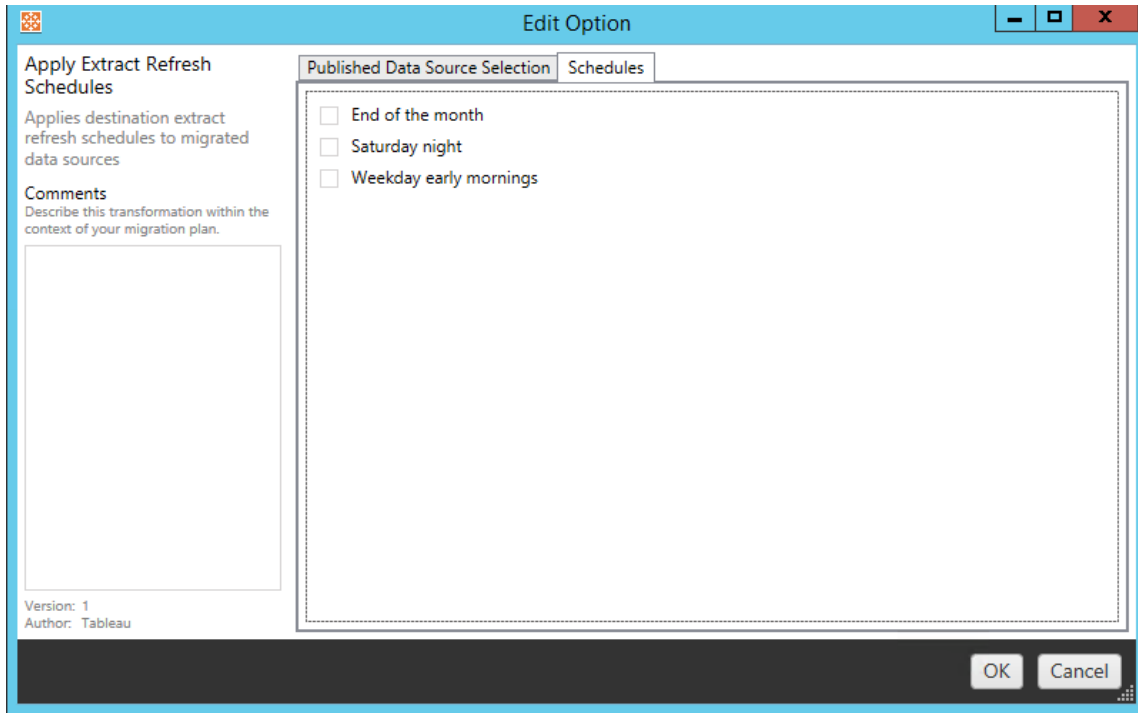 Edit Option
X
Apply Extract Refresh
Schedules
Applies destination extract
refresh schedules to migrated
data sources
Comments
Describe this transformation within the
context of your migration plan.
Version: 1
Author: Tableau
Published Data Source Selection
Schedules
End of the month
Saturday night
Weekday early mornings
OK
Cancel